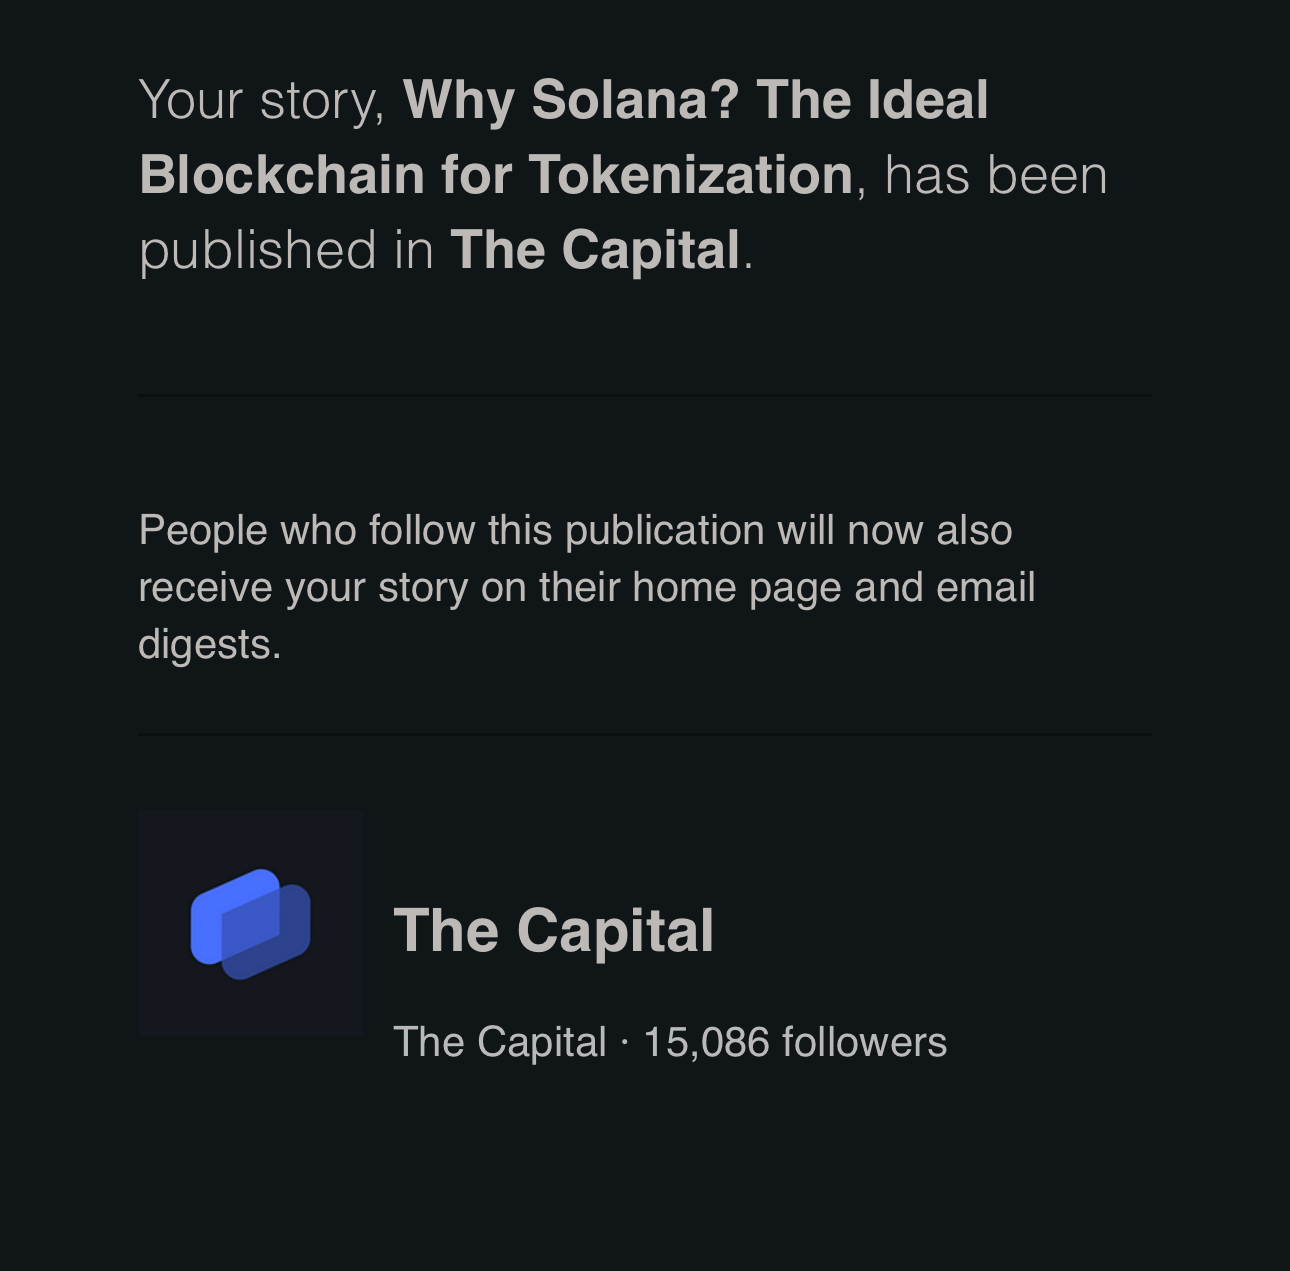 Your story, Why Solana? The Ideal
Blockchain for Tokenization, has been
published in The Capital.
People who follow this publication will now also
receive your story on their home page and email
digests.
The Capital
The Capital · 15,086 followers